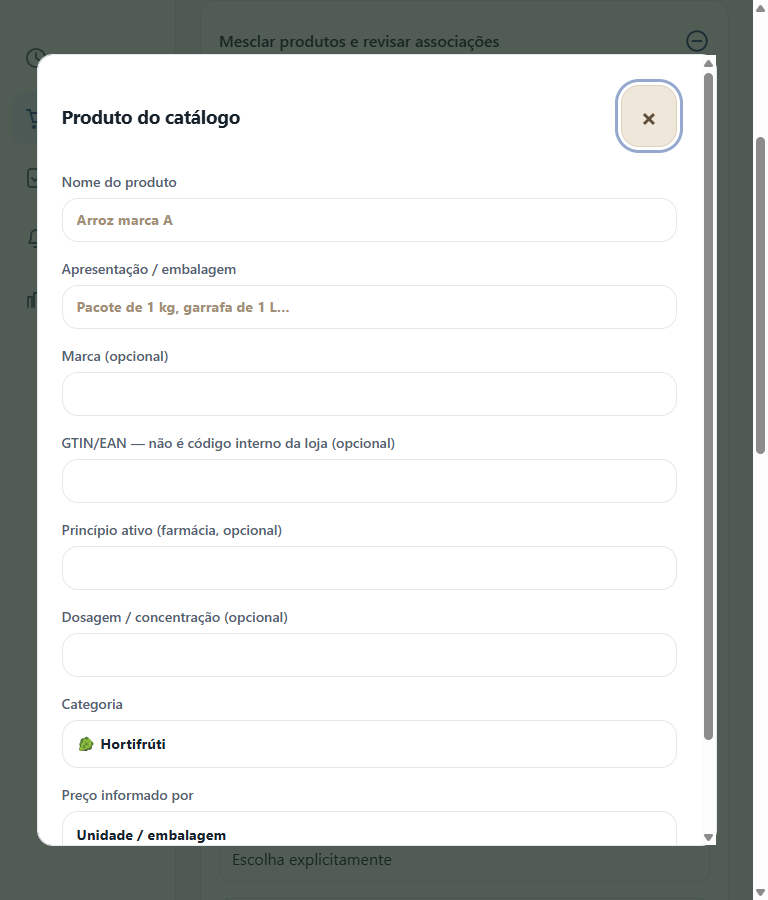 Mesclar produtos e revisar associações
Produto do catálogo
×
Nome do produto
Arroz marca A
Apresentação / embalagem
Pacote de 1 kg, garrafa de 1 L...
Marca (opcional)
GTIN/EAN — não é código interno da loja (opcional)
Princípio ativo (farmácia, opcional)
Dosagem / concentração (opcional)
Categoria
🥬 Hortifrúti
Preço informado por
Unidade / embalagem
Escolha explicitamente